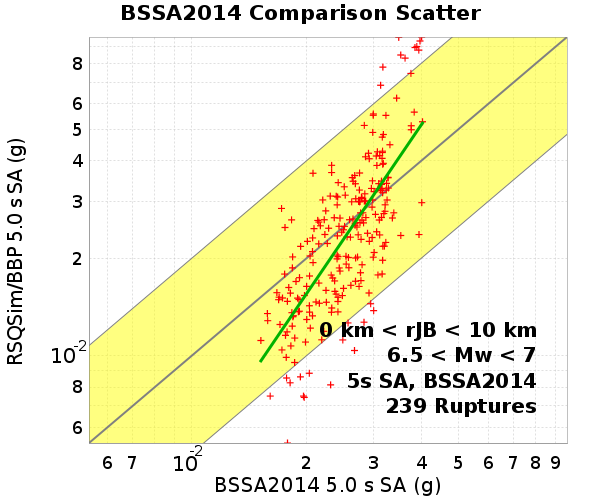 BSSA2014 Comparison Scatter
RSQSim/BBP 5.0 s SA (g)
8
6
5
4
3
2
10-2
8
6
0 km < rJB < 10 km
6.5 < Mw < 7
5s SA, BSSA2014
239 Ruptures
6 7 10-2 2 3 4 5 6 7 8 9
BSSA2014 5.0 s SA (g)